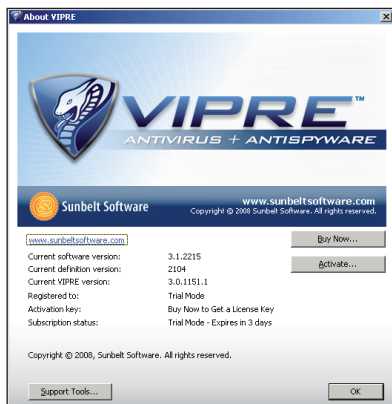 About VIPRE
VIPRE™
ANTIVIRUS + ANTISPYWARE
Sunbelt Software
www.sunbeltsoftware.com
Copyright © 2008 Sunbelt Software. All rights reserved.
www.sunbeltsoftware.com
Buy Now...
Current software version: 3.1.2215
Current definition version: 2104
Activate...
Current VIPRE version: 3.0.1151.1
Registered to: Trial Mode
Activation key: Buy Now to Get a License Key
Subscription status: Trial Mode - Expires in 3 days
Copyright © 2008, Sunbelt Software. All rights reserved.
Support Tools...
OK